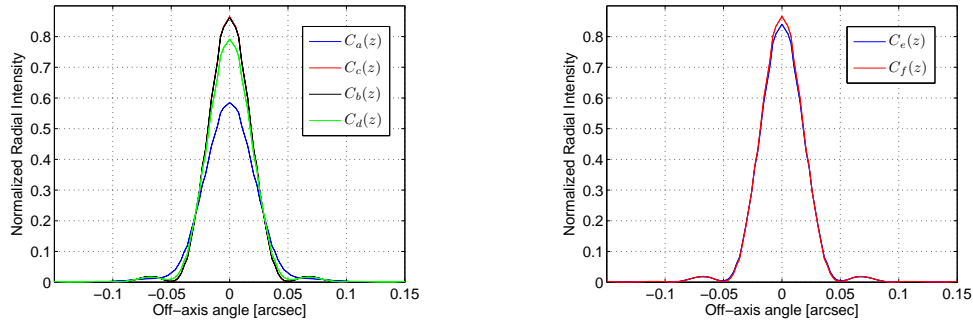 0.8
0.7
0.6
0.5
0.4
0.3
0.2
0.1
0
Normalized Radial Intensity
−0.1 −0.05 0 0.05 0.1 0.15
Off−axis angle [arcsec]
C_a(z)
C_c(z)
C_b(z)
C_d(z)
0.8
0.7
0.6
0.5
0.4
0.3
0.2
0.1
0
Normalized Radial Intensity
−0.1 −0.05 0 0.05 0.1 0.15
Off−axis angle [arcsec]
C_e(z)
C_f(z)